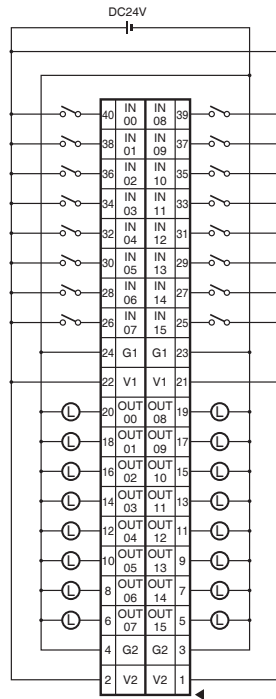 DC24V
40 IN 00 IN 08 39
38 IN 01 IN 09 37
36 IN 02 IN 10 35
34 IN 03 IN 11 33
32 IN 04 IN 12 31
30 IN 05 IN 13 29
28 IN 06 IN 14 27
26 IN 07 IN 15 25
24 G1 G1 23
22 V1 V1 21
L 20 OUT 00 OUT 08 19 L
L 18 OUT 01 OUT 09 17 L
L 16 OUT 02 OUT 10 15 L
L 14 OUT 03 OUT 11 13 L
L 12 OUT 04 OUT 12 11 L
L 10 OUT 05 OUT 13 9 L
L 8 OUT 06 OUT 14 7 L
L 6 OUT 07 OUT 15 5 L
4 G2 G2 3
2 V2 V2 1